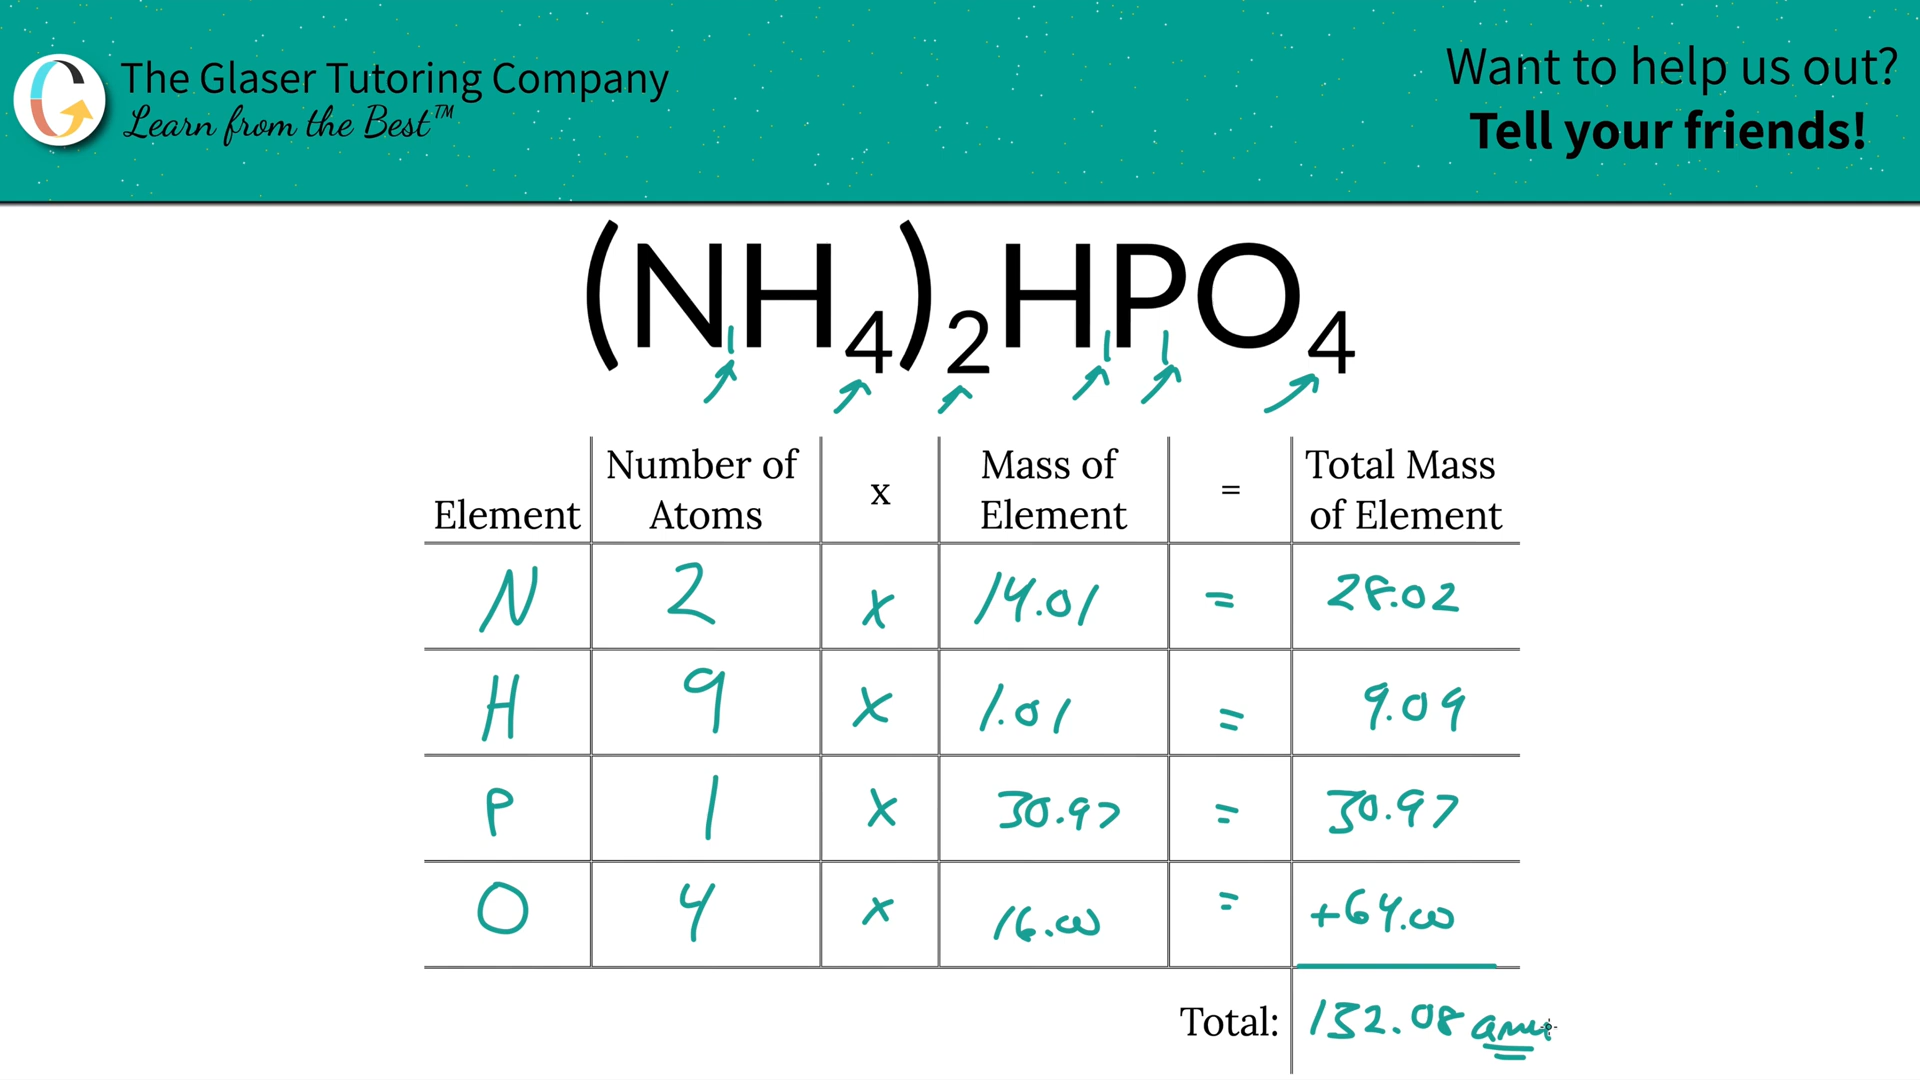 The Glaser Tutoring Company
Learn from the Best™
Want to help us out?
Tell your friends!
(NH₄)₂HPO₄
1 1 1
Element Number of Atoms x Mass of Element = Total Mass of Element
N 2 x 14.01 = 28.02
H 9 x 1.01 = 9.09
P 1 x 30.97 = 30.97
O 4 x 16.00 = +64.00
Total: 132.08 amu